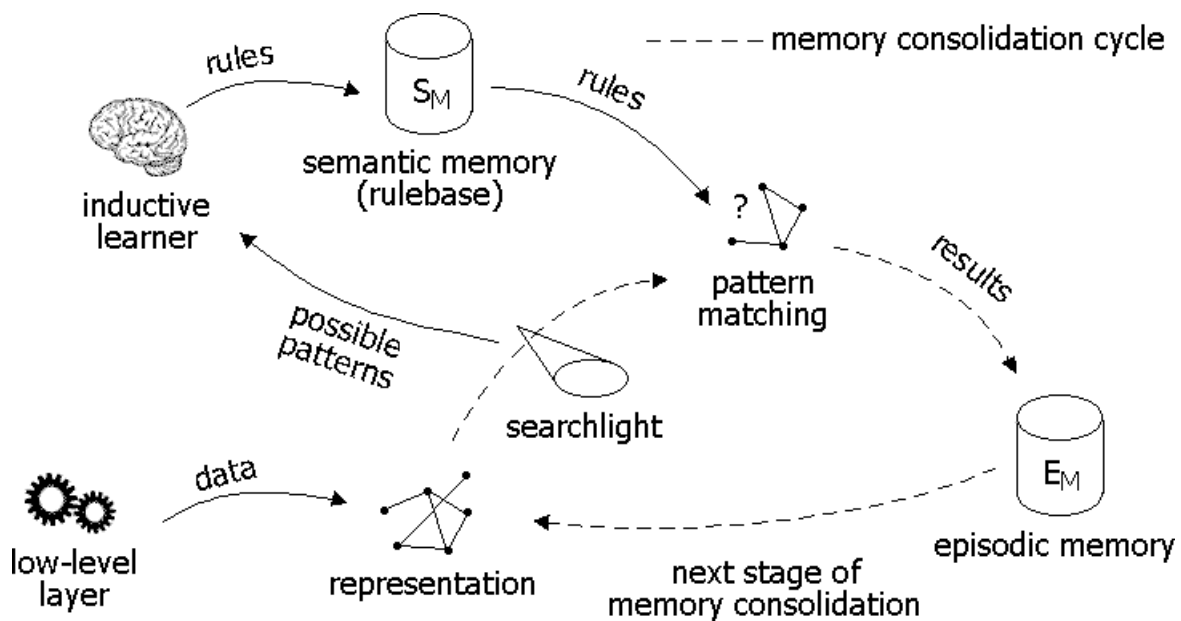 memory consolidation cycle
rules
S_M
rules
semantic memory
(rulebase)
inductive
learner
?
pattern
matching
results
possible
patterns
searchlight
data
E_M
low-level
layer
representation
next stage of
memory consolidation
episodic memory